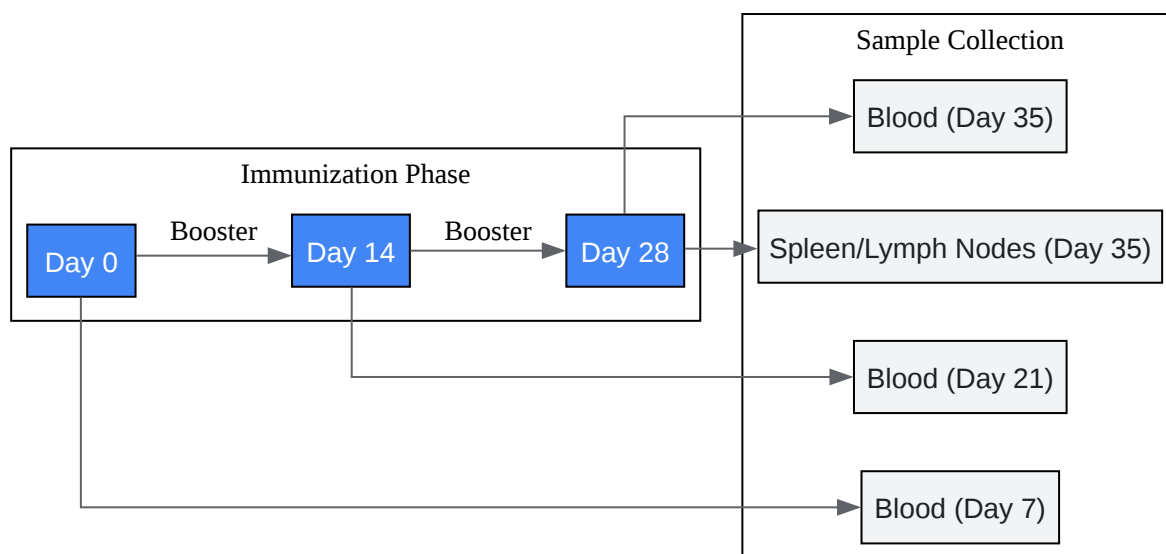 Sample Collection
Blood (Day 35)
Immunization Phase
Booster
Booster
Day 0
Day 14
Day 28
Spleen/Lymph Nodes (Day 35)
Blood (Day 21)
Blood (Day 7)